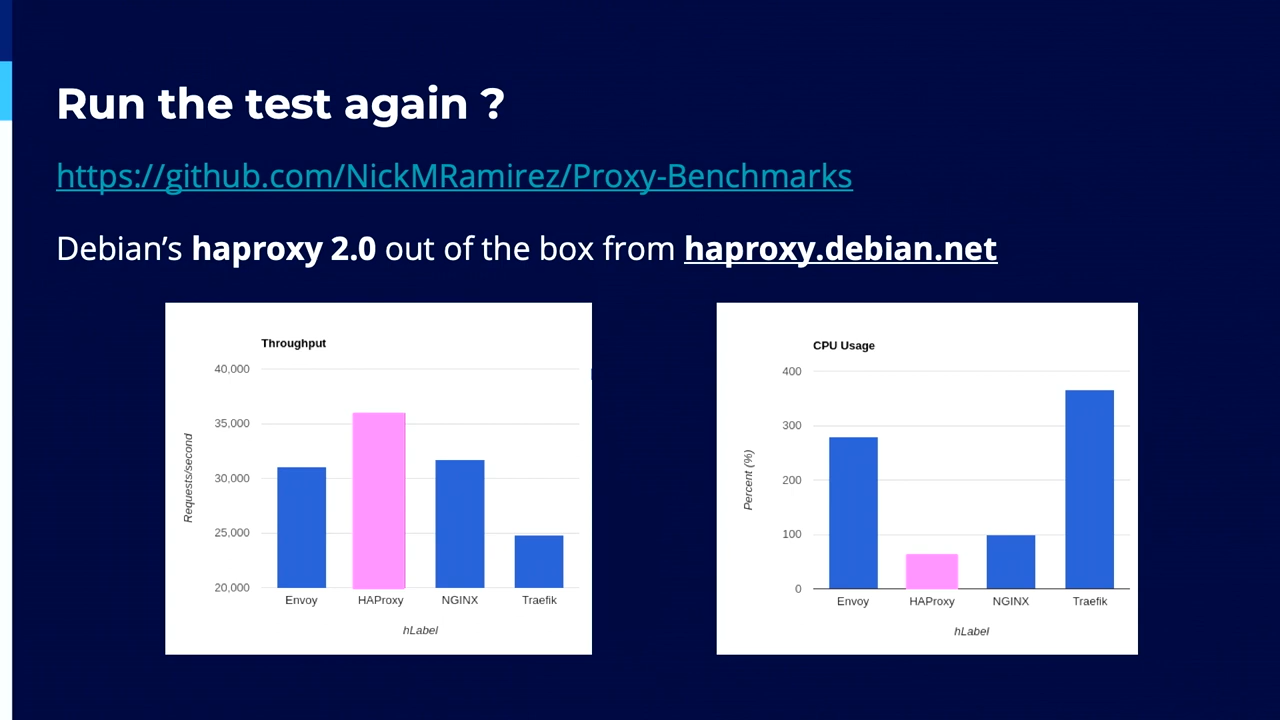 Run the test again ?
https://github.com/NickMRamirez/Proxy-Benchmarks
Debian’s haproxy 2.0 out of the box from haproxy.debian.net
Throughput
40,000
35,000
30,000
25,000
20,000
Requests/second
Envoy HAProxy NGINX Traefik
hLabel
CPU Usage
400
300
200
100
0
Percent (%)
Envoy HAProxy NGINX Traefik
hLabel